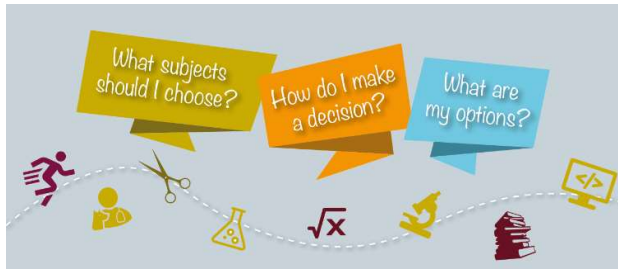 What subjects
should I choose?
How do I make
a decision?
What are
my options?
√x
</>